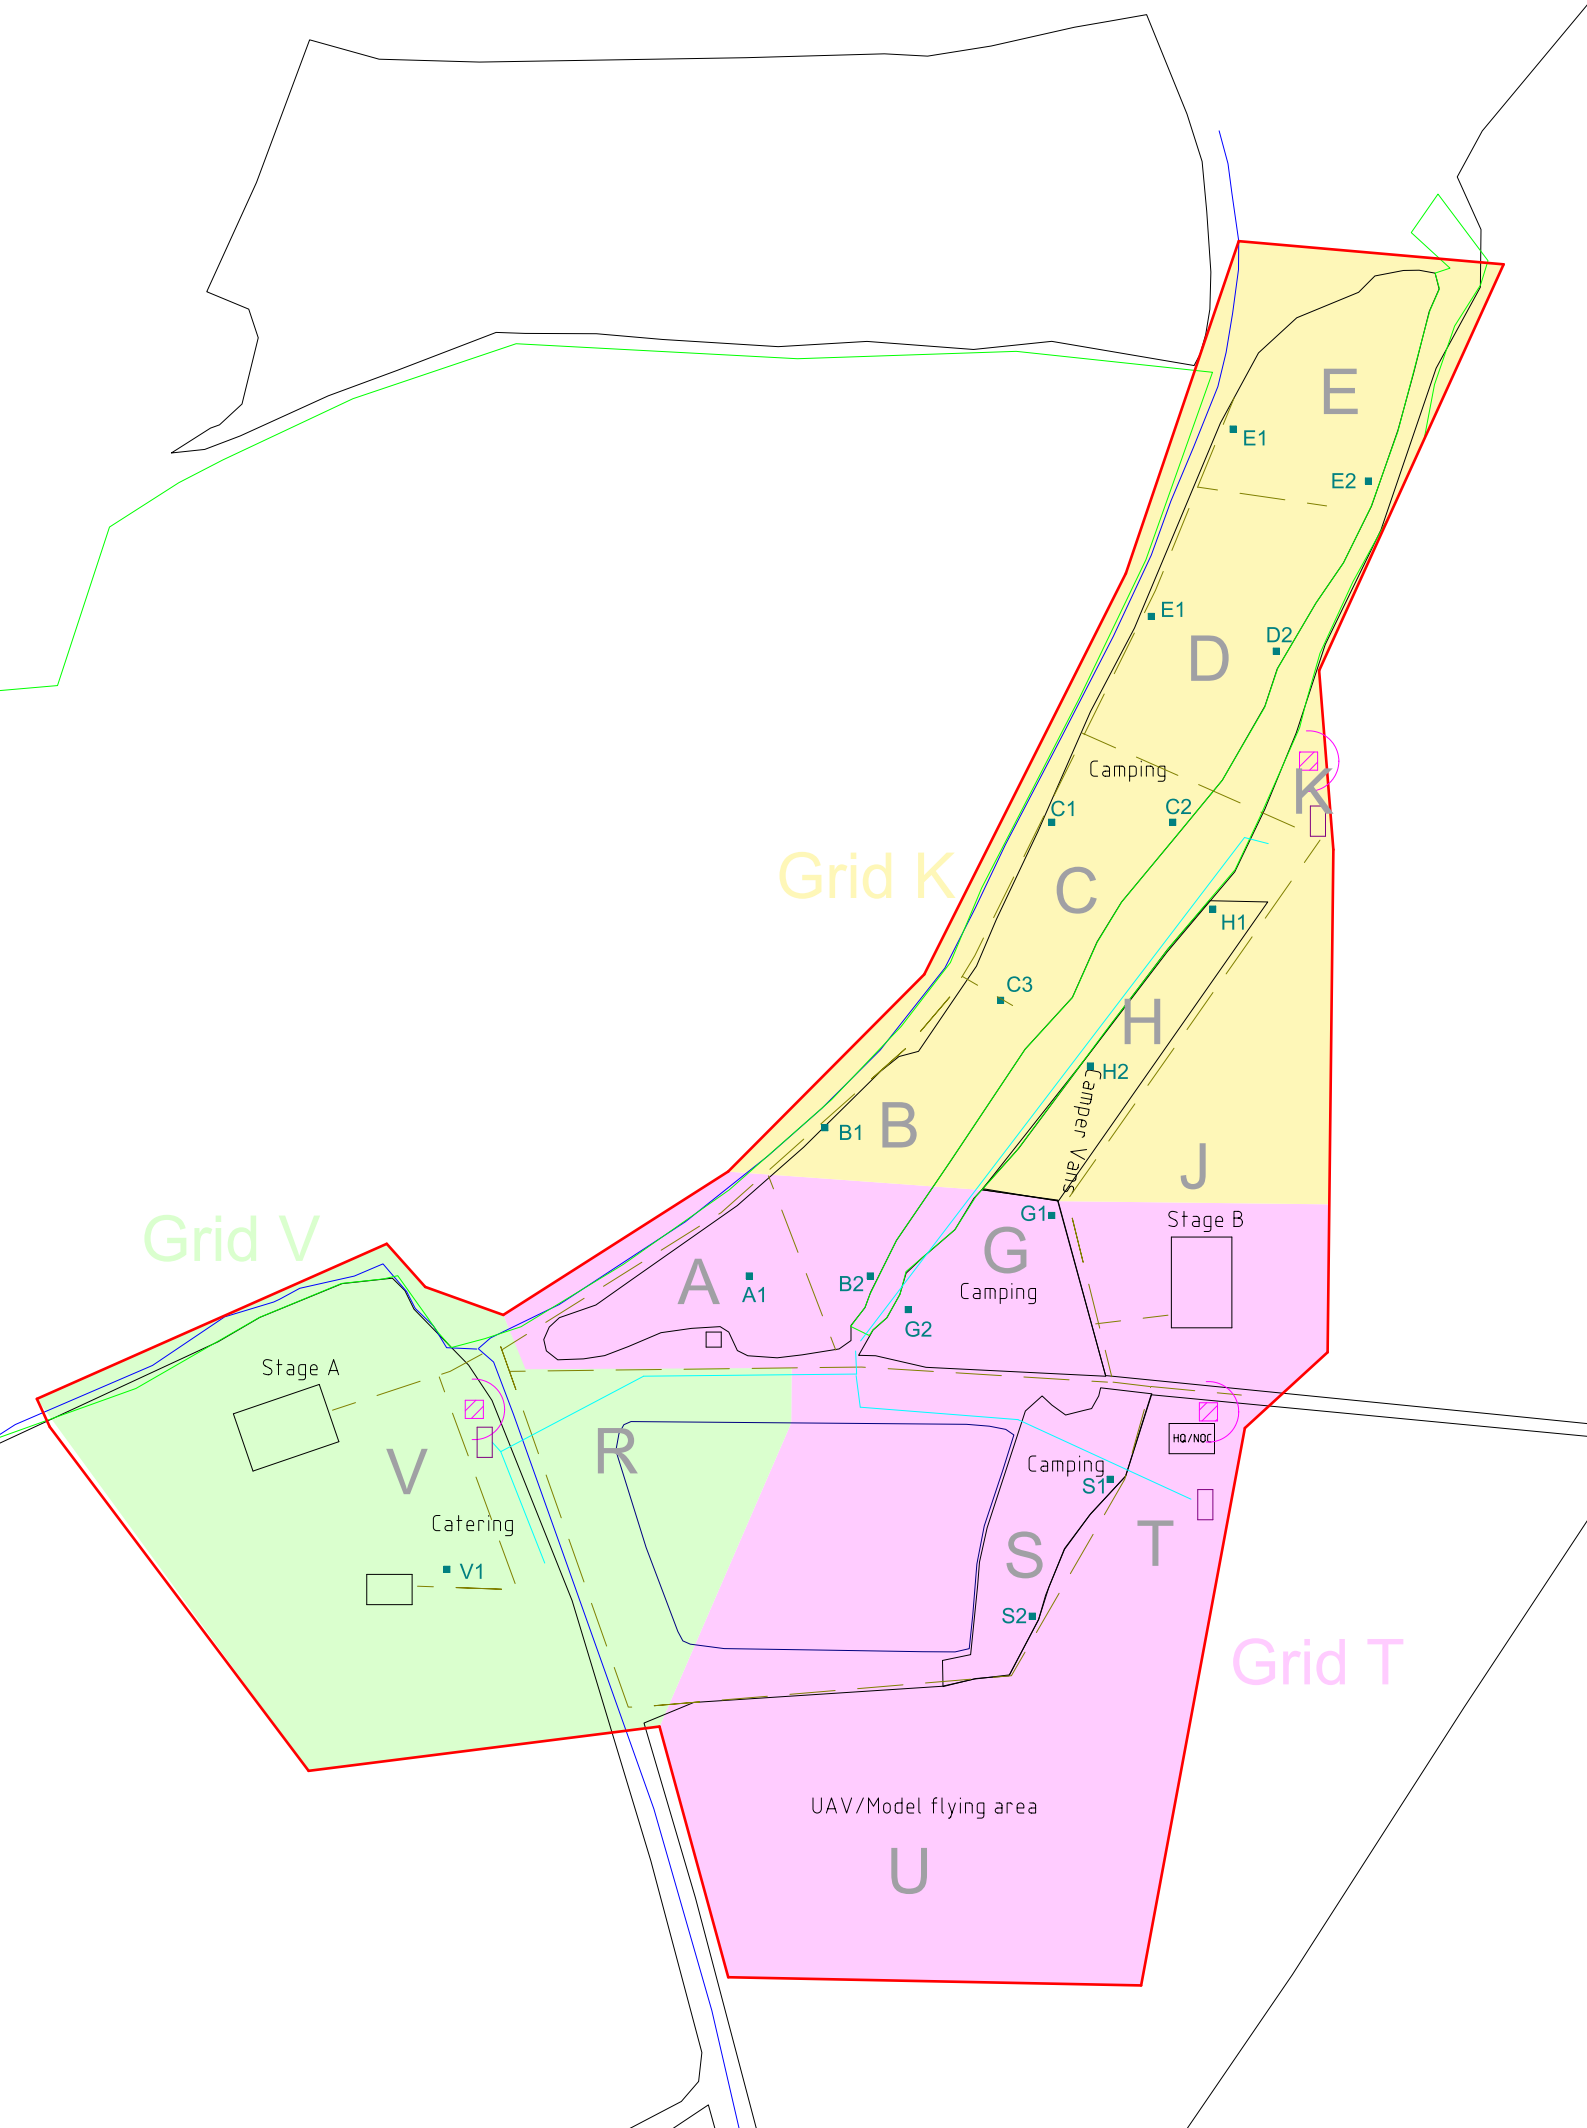 E
E1
E2
E1
D2
D
Camping
K
C1
C2
Grid K
C
H1
C3
H
H2
Camper Vans
B
B1
J
G1
Stage B
Grid V
G
A
A1
B2
Camping
G2
Stage A
HQ/NOC
R
V
Camping
S1
Catering
T
S
V1
S2
Grid T
UAV/Model flying area
U